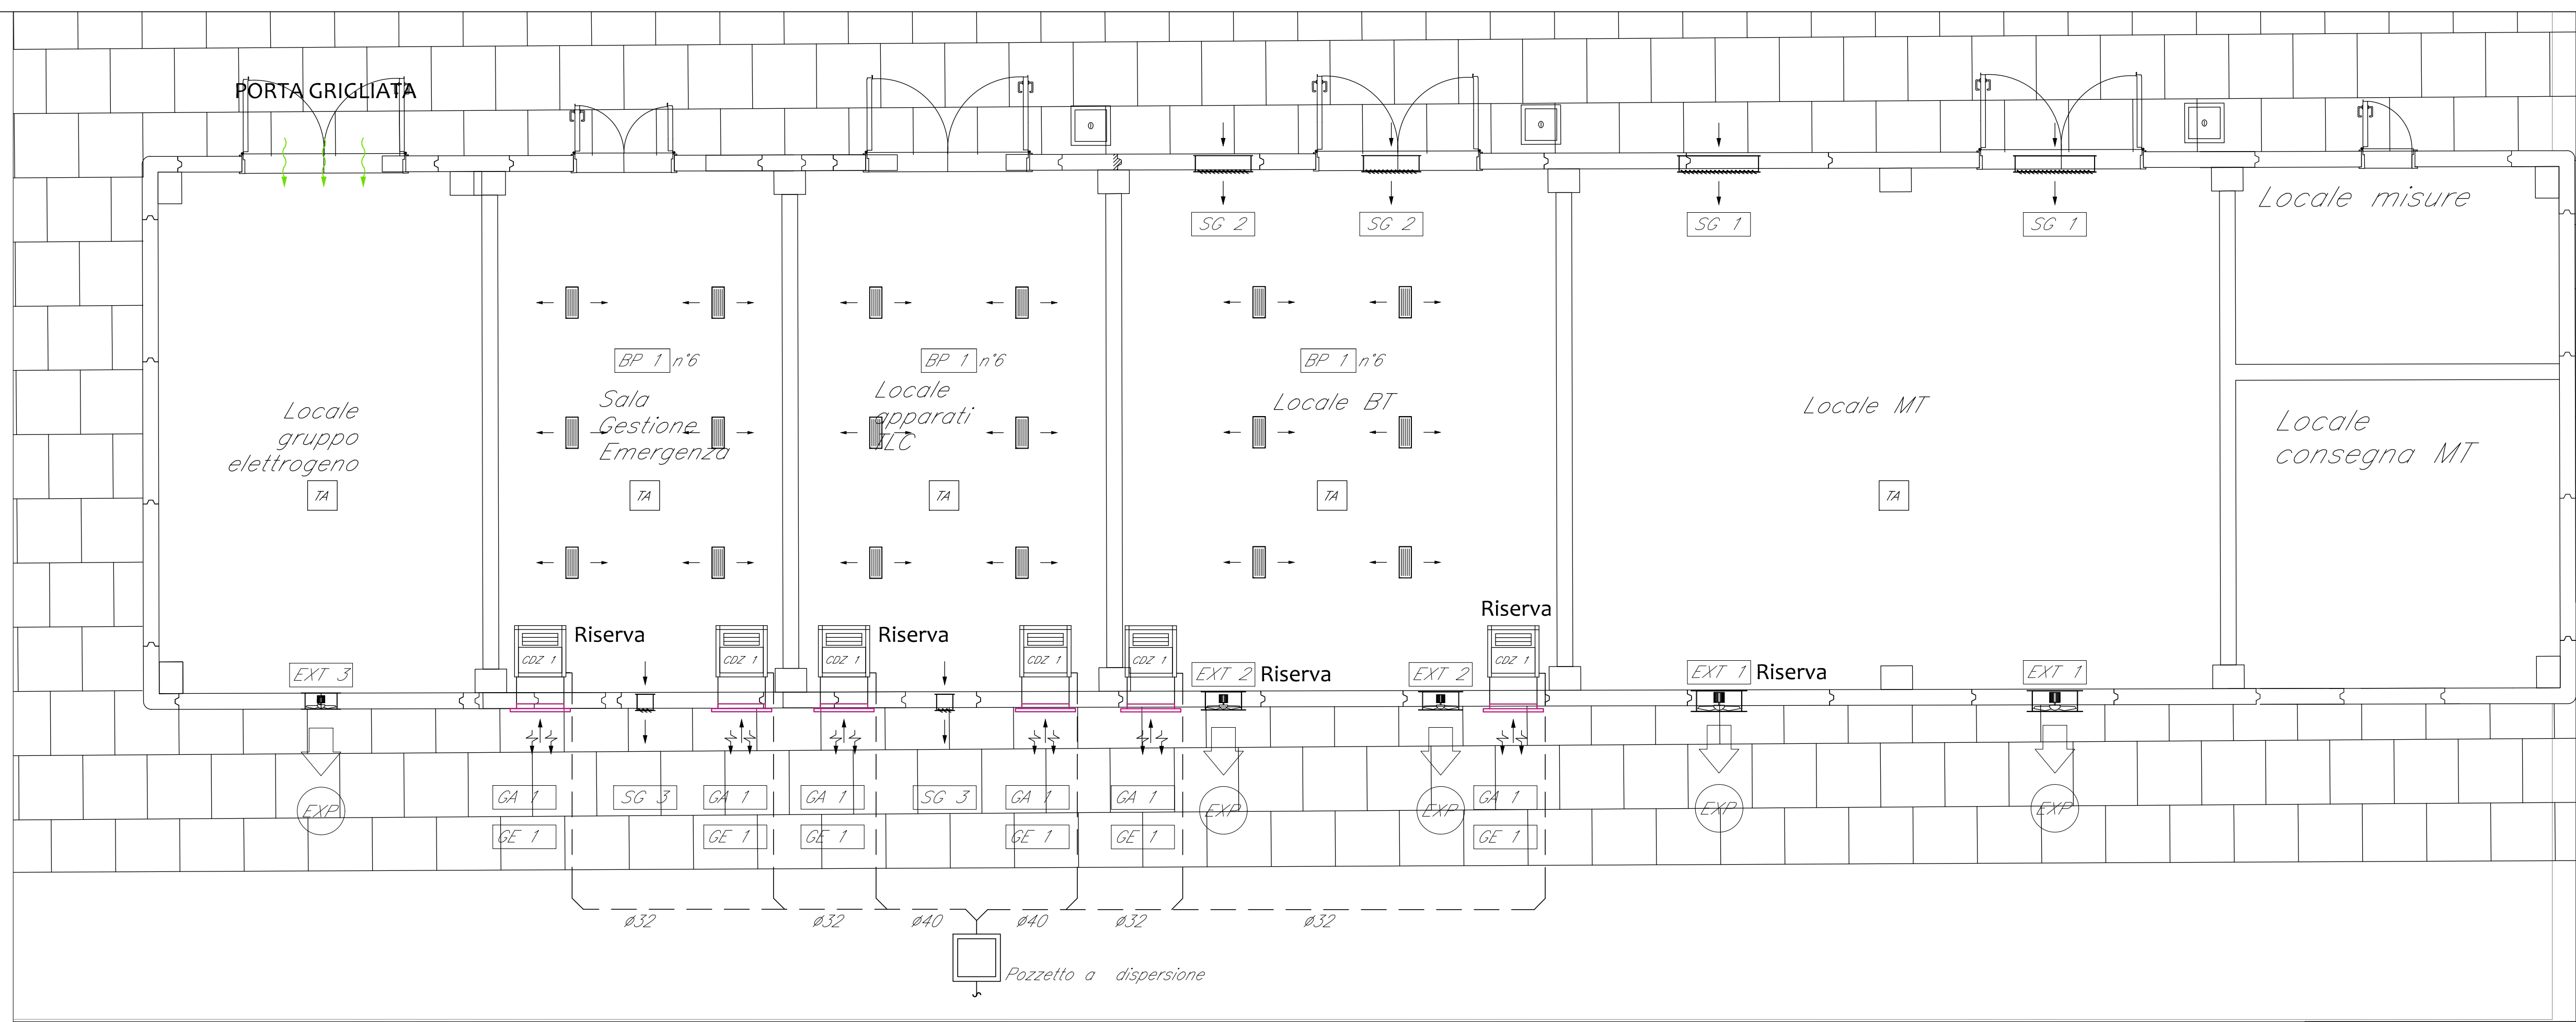 PORTA GRIGLIATA
Locale misure
SG 2
SG 2
SG 1
SG 1
BP 1 n°6
BP 1 n°6
BP 1 n°6
Locale
gruppo
elettrogeno
Sala
Gestione
Emergenza
Locale
apparati
TLC
Locale BT
Locale MT
Locale
consegna MT
TA
TA
TA
TA
TA
Riserva
Riserva
Riserva
CDZ 1
CDZ 1
CDZ 1
CDZ 1
CDZ 1
CDZ 1
EXT 3
EXT 2
Riserva
EXT 2
EXT 1
Riserva
EXT 1
GA 1
SG 3
GA 1
GA 1
SG 3
GA 1
GA 1
GA 1
EXP
EXP
EXP
EXP
EXP
GE 1
GE 1
GE 1
GE 1
GE 1
GE 1
ø32
ø32
ø40
ø40
ø32
ø32
Pozzetto a dispersione